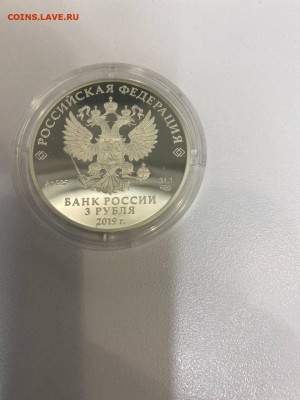 COINS.LAVE.RU
РОССИЙСКАЯ ФЕДЕРАЦИЯ
БАНК РОССИИ
3 РУБЛЯ
2019 г.